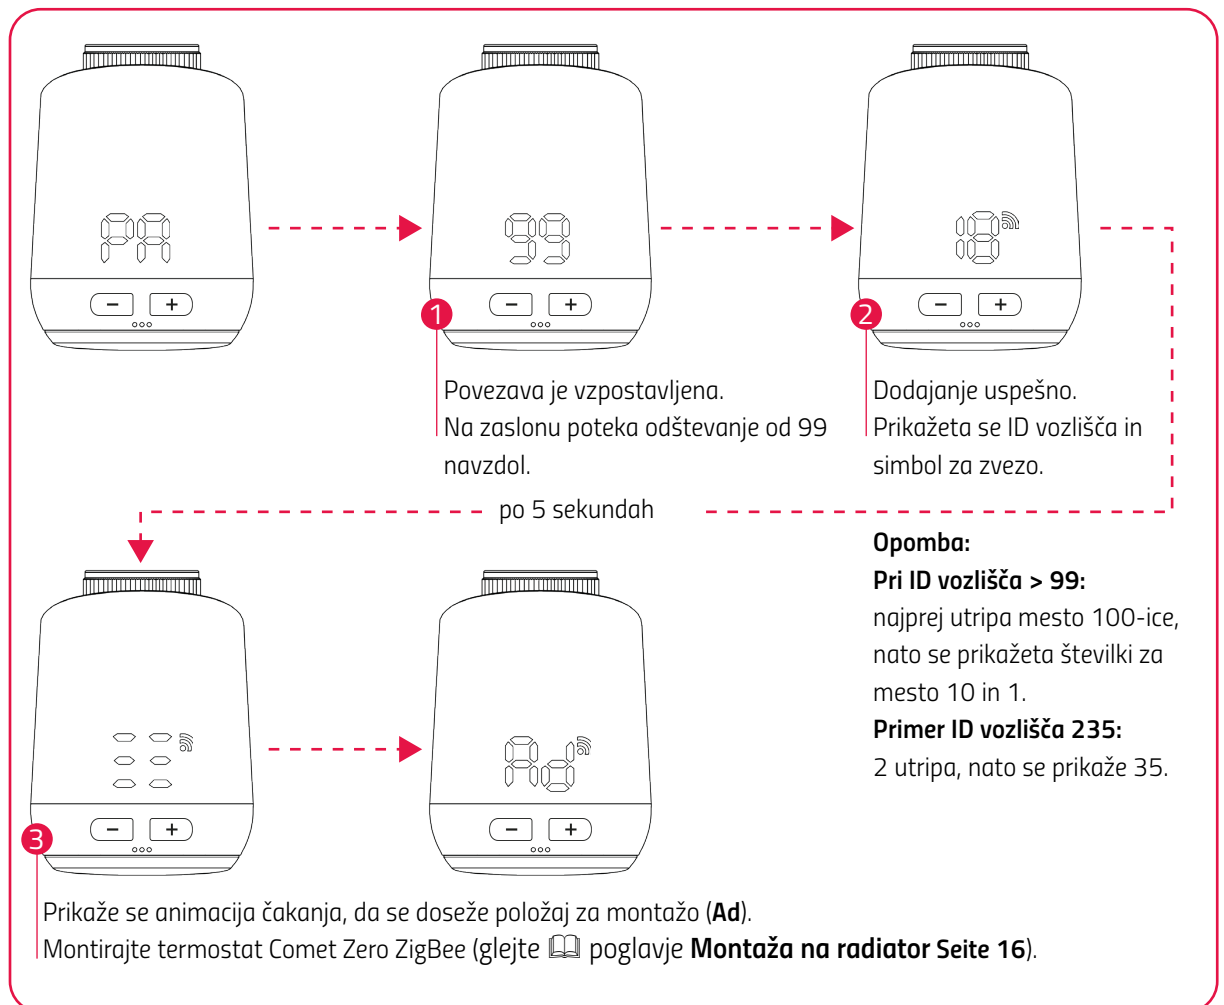 PA
99
18
− +
− +
− +
1
2
Povezava je vzpostavljena.
Na zaslonu poteka odštevanje od 99
navzdol.
Dodajanje uspešno.
Prikažeta se ID vozlišča in
simbol za zvezo.
po 5 sekundah
Opomba:
Pri ID vozlišča > 99:
najprej utripa mesto 100-ice,
nato se prikažeta številki za
mesto 10 in 1.
Primer ID vozlišča 235:
2 utripa, nato se prikaže 35.
Ad
− +
− +
3
Prikaže se animacija čakanja, da se doseže položaj za montažo (Ad).
Montirajte termostat Comet Zero ZigBee (glejte poglavje Montaža na radiator Seite 16).